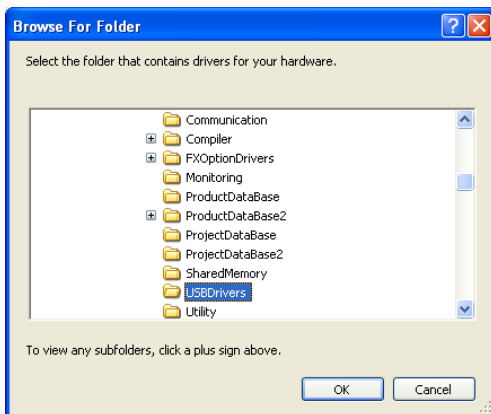 Browse For Folder
Select the folder that contains drivers for your hardware.
Communication
Compiler
FXOptionDrivers
Monitoring
ProductDataBase
ProductDataBase2
ProjectDataBase
ProjectDataBase2
SharedMemory
USBDrivers
Utility
To view any subfolders, click a plus sign above.
OK Cancel